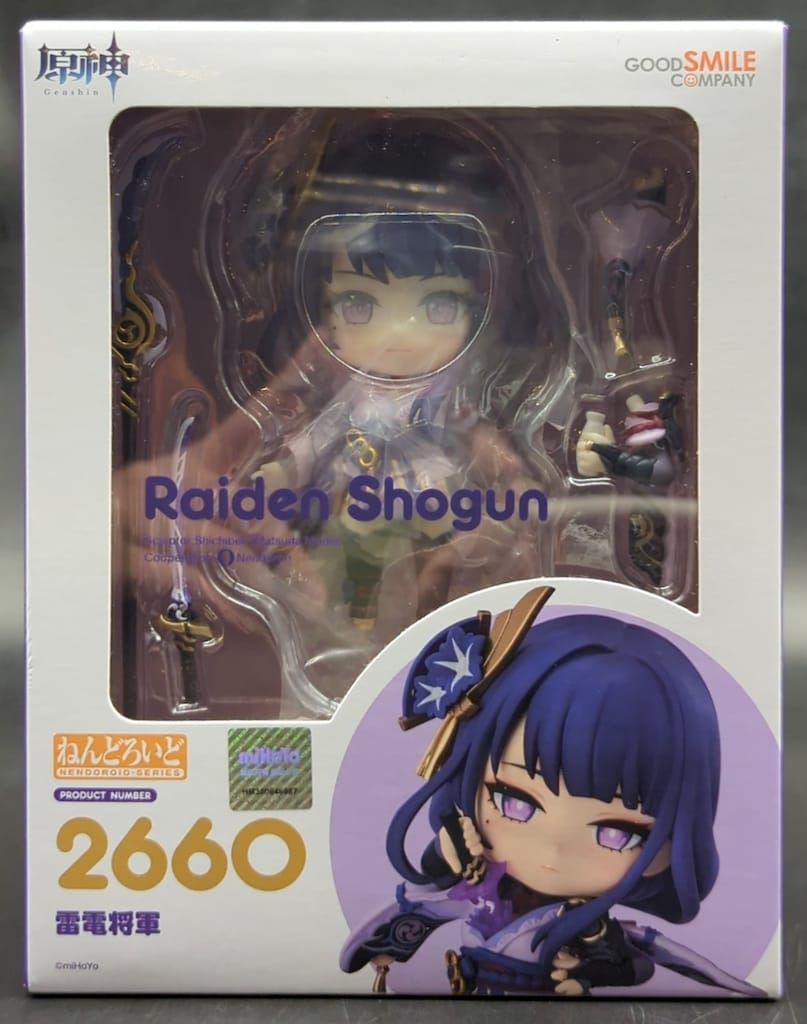 原神
Genshin
GOOD SMILE
COMPANY
Raiden Shogun
ねんどろいど
NENDOROID-SERIES
PRODUCT NUMBER
2660
雷電将軍
miHoYo
©miHoYo